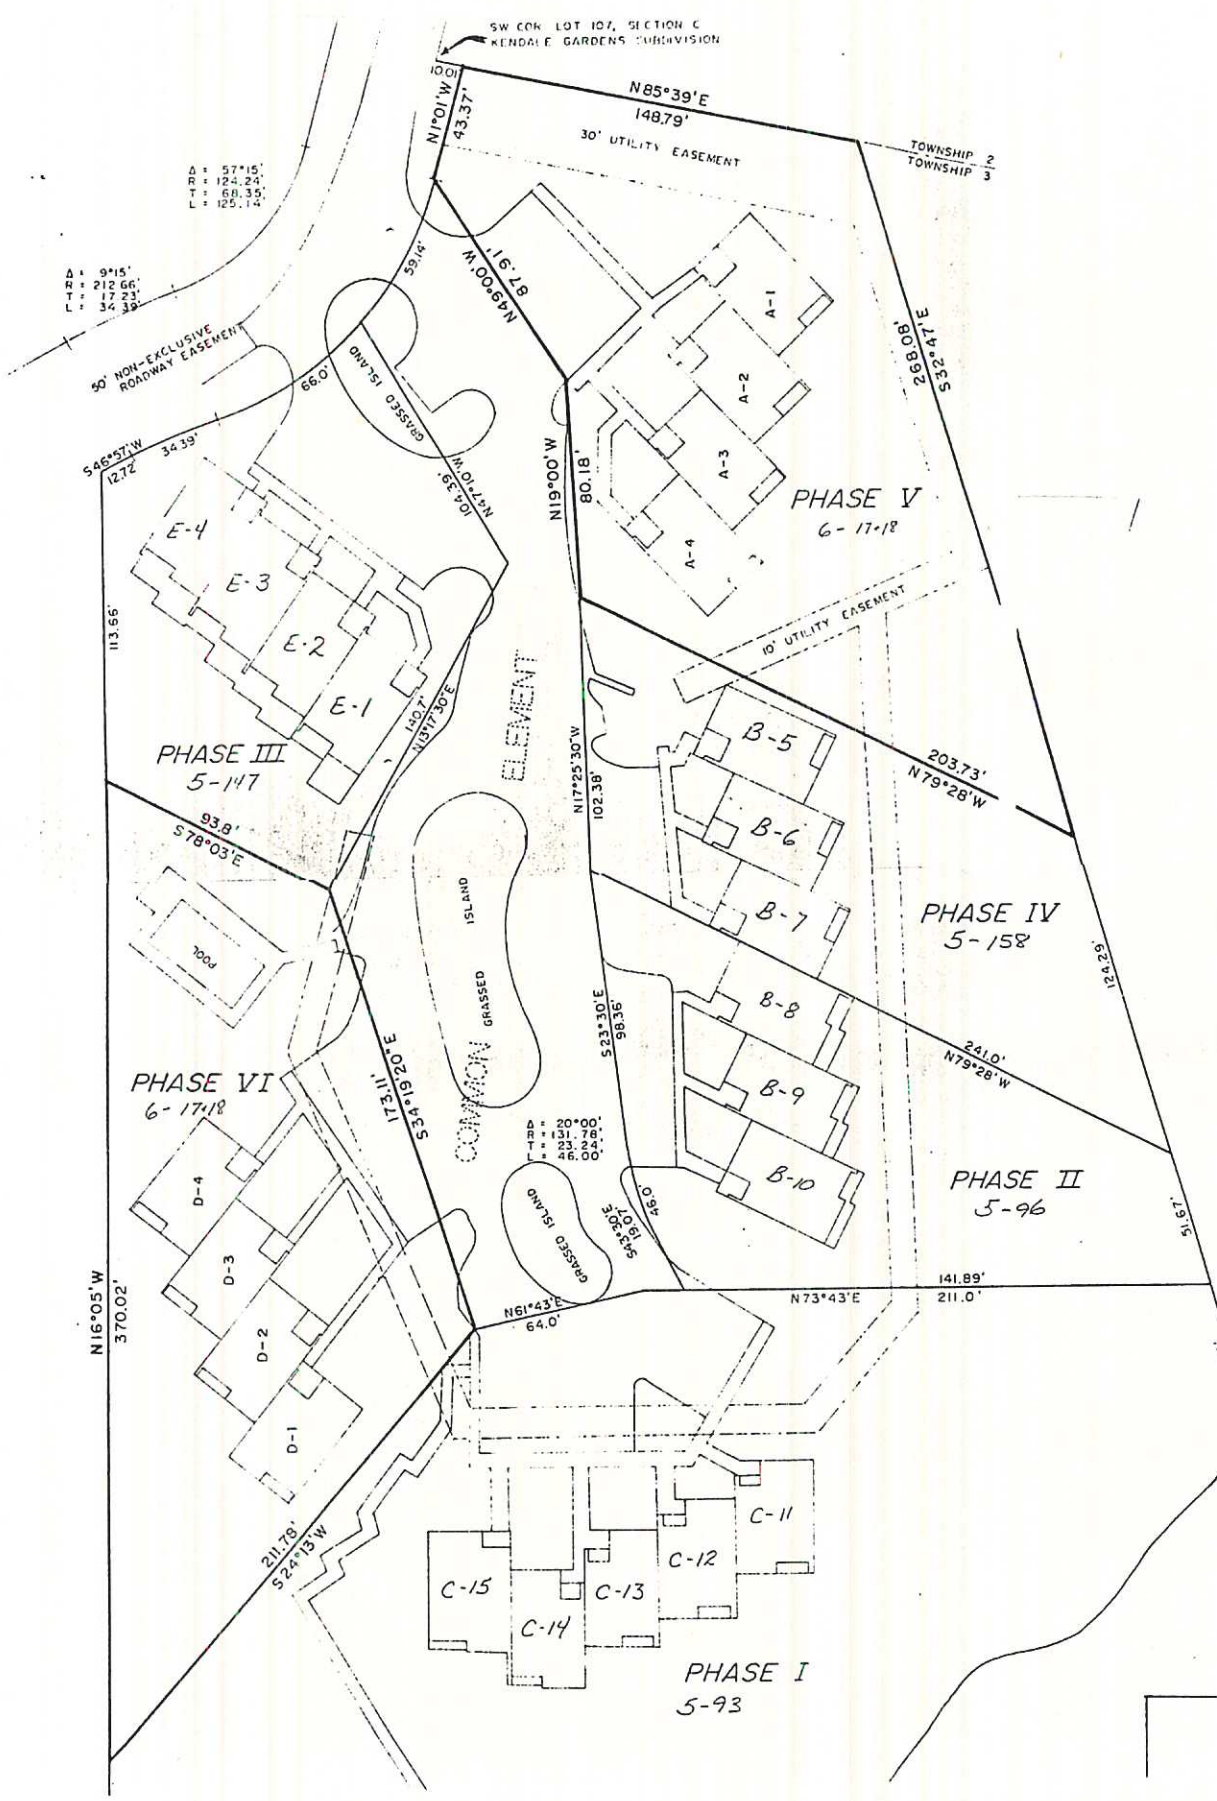 SW COR LOT 107, SECTION C
KENDALE GARDENS SUBDIVISION
10.01'
N1°01'W
43.37'
N85°39'E
148.79'
30' UTILITY EASEMENT
TOWNSHIP 2
TOWNSHIP 3
Δ = 57°15'
R = 124.24'
T = 68.35'
L = 125.14'
Δ = 9°15'
R = 212.66'
T = 17.23'
L = 34.39'
50' NON-EXCLUSIVE
ROADWAY EASEMENT
59.14'
66.0'
N49°00'W
87.91'
A-1
A-2
A-3
A-4
268.08'
S32°47'E
GRASSED ISLAND
N47°10'W
104.39'
S46°57'W
12.72'
34.39'
N19°00'W
80.18'
PHASE V
6-17-18
E-4
E-3
E-2
E-1
113.66'
10' UTILITY EASEMENT
140.7'
N13°17'30"E
ELEMENT
PHASE III
5-147
N17°25'30"W
102.38'
B-5
B-6
B-7
203.73'
N79°28'W
93.8'
S78°03'E
POOL
GRASSED ISLAND
COMMON
PHASE IV
5-158
124.29'
S23°30'E
98.36'
B-8
B-9
B-10
241.0'
N79°28'W
173.11'
S34°19'20"E
PHASE VI
6-17-18
Δ = 20°00'
R = 131.78'
T = 23.24'
L = 46.00'
PHASE II
5-96
51.67'
D-4
D-3
D-2
D-1
GRASSED ISLAND
S43°30'E
19.07'
46.0'
N16°05'W
370.02'
N61°43'E
64.0'
141.89'
N73°43'E
211.0'
211.78'
S24°13'W
C-11
C-12
C-13
C-14
C-15
PHASE I
5-93